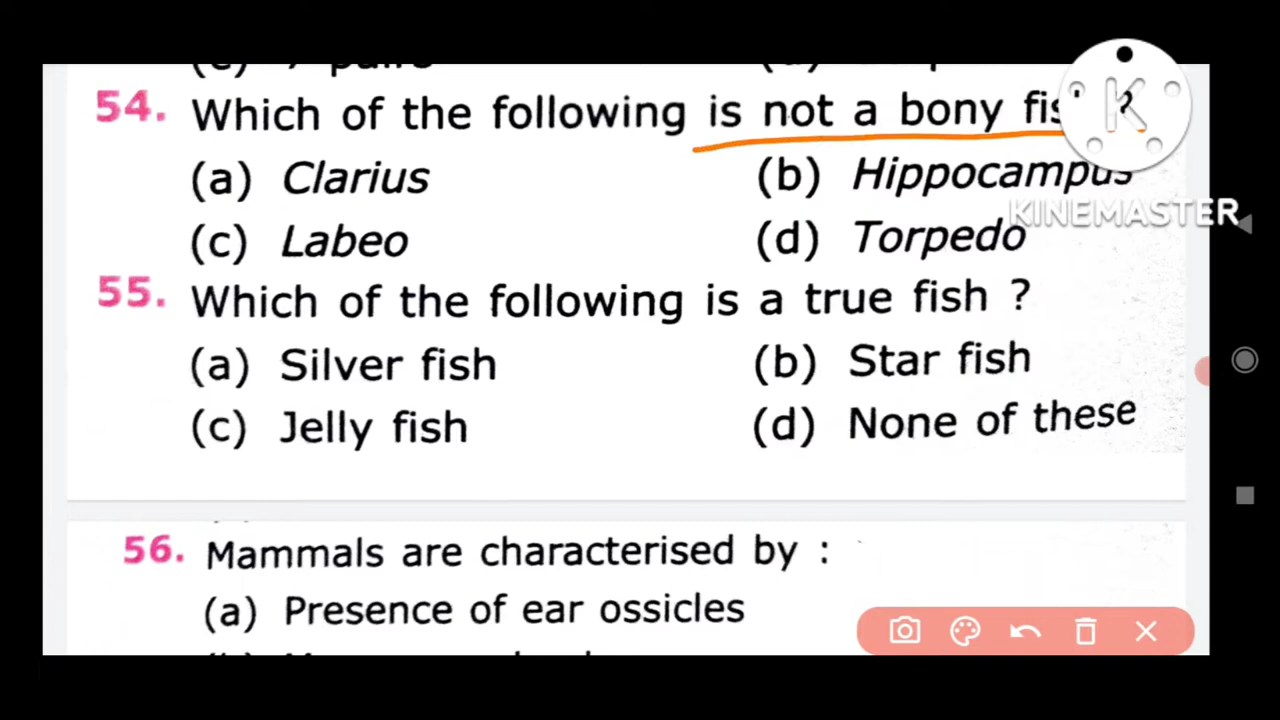 54. Which of the following is not a bony fish ?
(a) Clarius (b) Hippocampus
(c) Labeo (d) Torpedo
KINEMASTER
55. Which of the following is a true fish ?
(a) Silver fish (b) Star fish
(c) Jelly fish (d) None of these
56. Mammals are characterised by :
(a) Presence of ear ossicles